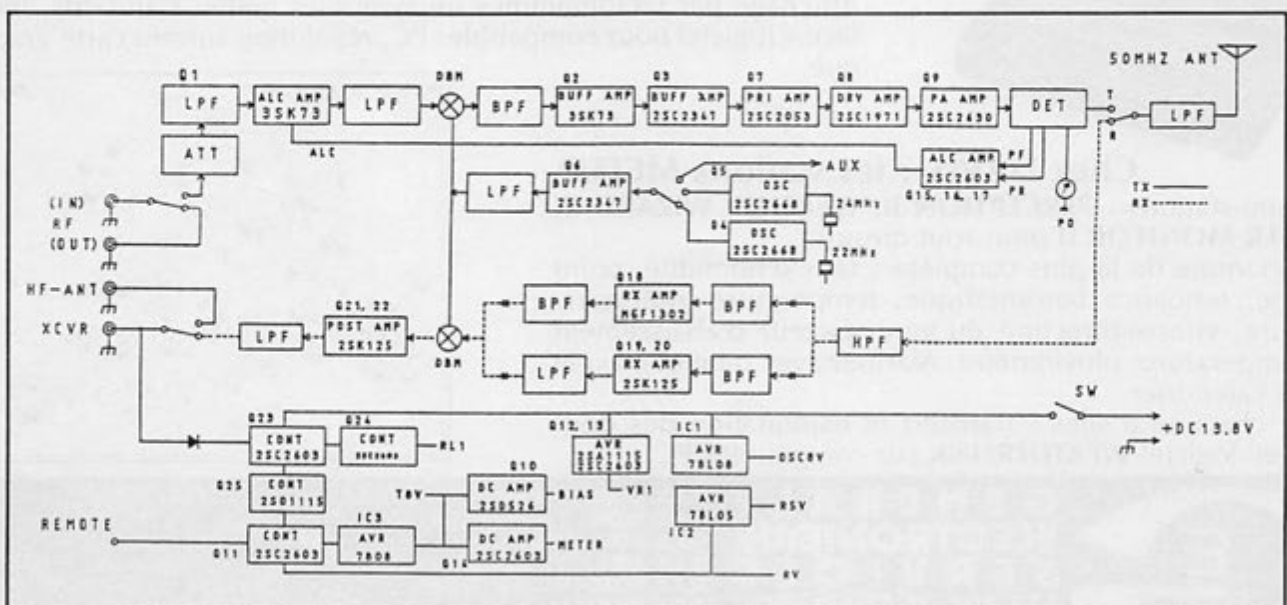 Q1
LPF
ALC AMP
3SK73
LPF
DBM
BPF
Q2
BUFF AMP
3SK73
Q3
BUFF AMP
2SC2347
Q7
PRI AMP
2SC2053
Q8
DRV AMP
2SC1971
Q9
PA AMP
2SC2630
DET
T
R
50MHZ ANT
LPF
ATT
ALC
ALC AMP
2SC2603
PF
PR
Q15, 16, 17
PO
TX
RX
(IN)
RF
(OUT)
LPF
Q6
BUFF AMP
2SC2347
Q5
AUX
OSC
2SC2668
24MHz
Q4
OSC
2SC2668
22MHz
HF-ANT
XCVR
LPF
Q21, 22
POST AMP
2SK125
DBM
BPF
Q18
RX AMP
MGF1302
BPF
LPF
Q19, 20
RX AMP
2SK125
BPF
HPF
SW
+DC13.8V
Q23
CONT
2SC2603
Q24
CONT
RL1
Q12, 13
AVR
2SA1115
2SC2603
IC1
AVR
78L08
Q25
CONT
2SD1115
Q10
DC AMP
2SD526
BIAS
AVR
78L05
R5V
IC2
REMOTE
Q11
CONT
2SC2603
IC3
AVR
7808
DC AMP
2SC2603
METER
Q14